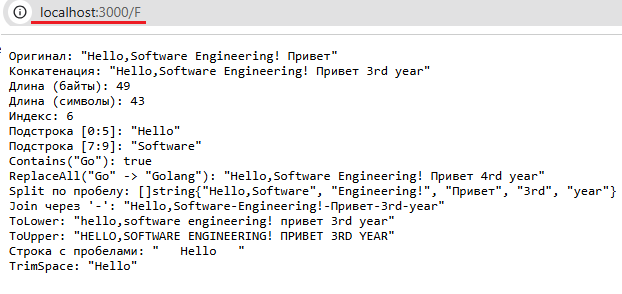 localhost:3000/F
Оригинал: "Hello,Software Engineering! Привет"
Конкатенация: "Hello,Software Engineering! Привет 3rd year"
Длина (байты): 49
Длина (символы): 43
Индекс: 6
Подстрока [0:5]: "Hello"
Подстрока [7:9]: "Software"
Contains("Go"): true
ReplaceAll("Go" -> "Golang"): "Hello,Software Engineering! Привет 4rd year"
Split по пробелу: []string{"Hello,Software", "Engineering!", "Привет", "3rd", "year"}
Join через '-': "Hello,Software-Engineering!-Привет-3rd-year"
ToLower: "hello,software engineering! привет 3rd year"
ToUpper: "HELLO,SOFTWARE ENGINEERING! ПРИВЕТ 3RD YEAR"
Строка с пробелами: "   Hello   "
TrimSpace: "Hello"